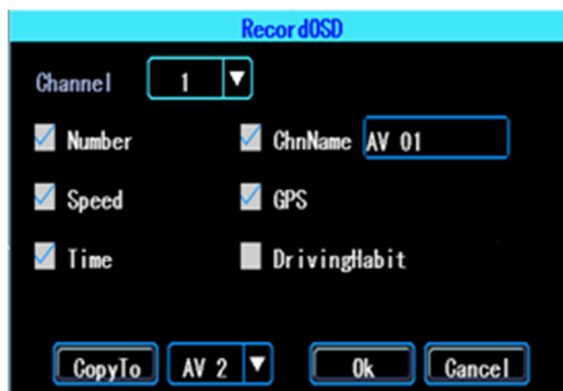 RecordOSD
Channel 1
Number ChnName AV 01
Speed GPS
Time DrivingHabit
CopyTo AV 2 Ok Cancel